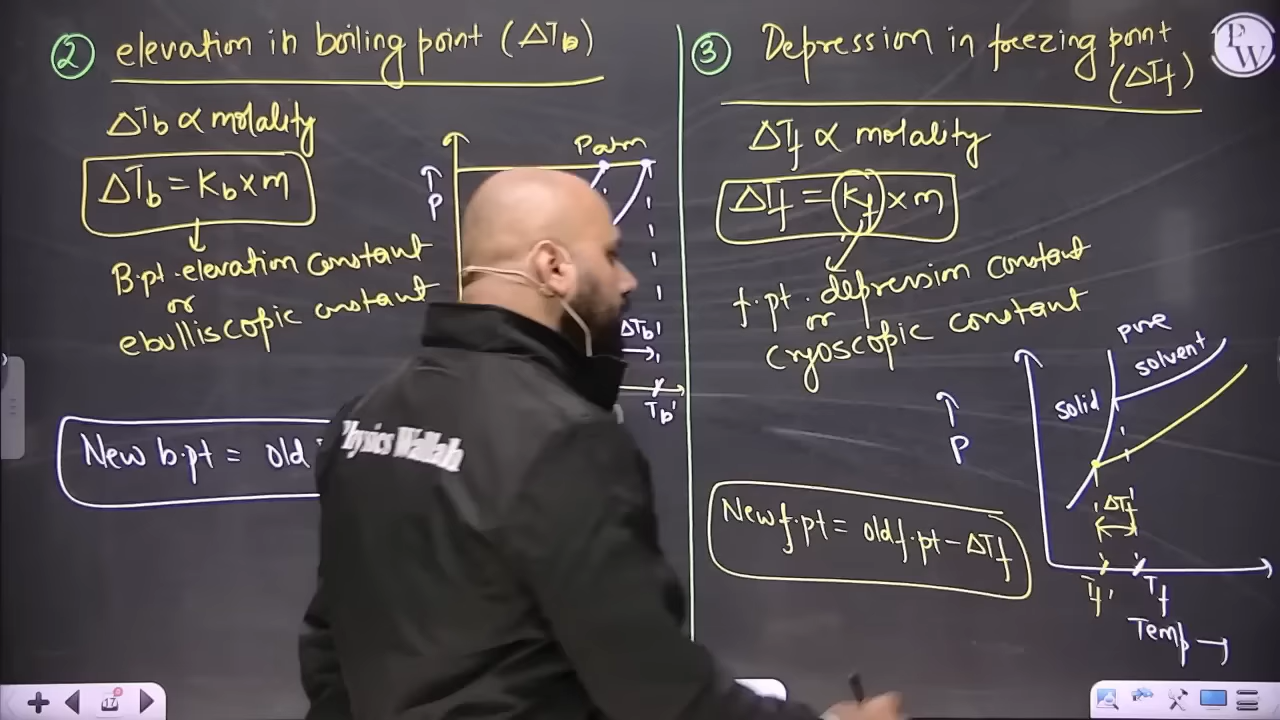 ② elevation in boiling point (ΔTb)
ΔTb ∝ molality
ΔTb = Kb × m
B.pt. elevation constant
or
ebulliscopic constant
New b.pt = old
Patm
↑
P
ΔTb
Tb'
③ Depression in freezing point
(ΔTf)
ΔTf ∝ molality
ΔTf = Kf × m
f.pt. depression constant
or
cryoscopic constant
New f.pt = old f.pt - ΔTf
pure
solvent
solid
↑
P
ΔTf
Tf' Tf
Temp →
Physics Wallah
PW
17